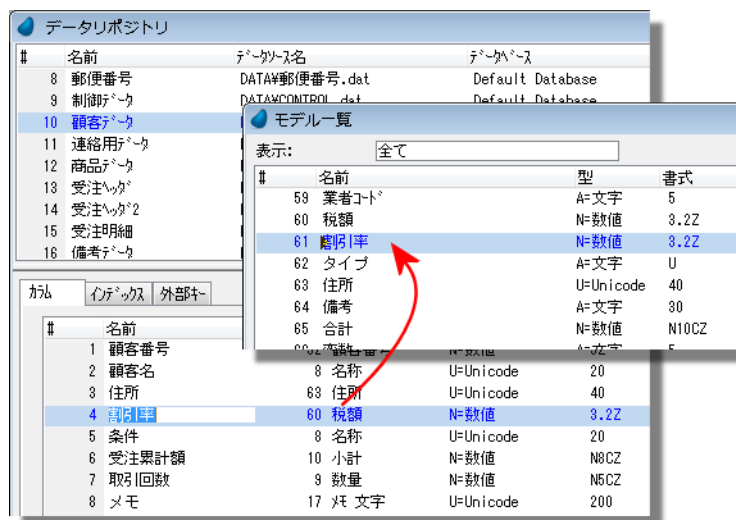 データリポジトリ
# 名前 ﾃﾞｰﾀｿｰｽ名 ﾃﾞｰﾀﾍﾞｰｽ
8 郵便番号 DATA¥郵便番号.dat Default Database
9 制御ﾃﾞｰﾀ DATA¥CONTROL.dat Default Database
10 顧客ﾃﾞｰﾀ
11 連絡用ﾃﾞｰﾀ
12 商品ﾃﾞｰﾀ
13 受注ﾍｯﾀﾞ
14 受注ﾍｯﾀﾞ2
15 受注明細
16 備考ﾃﾞｰﾀ
モデル一覧
表示: 全て
# 名前 型 書式
59 業者ｺｰﾄﾞ A=文字 5
60 税額 N=数値 3.2Z
61 割引率 N=数値 3.2Z
62 タイプ A=文字 U
63 住所 U=Unicode 40
64 備考 A=文字 30
65 合計 N=数値 N10CZ
ｶﾗﾑ ｲﾝﾃﾞｯｸｽ 外部ｷｰ
# 名前
1 顧客番号
2 顧客名 8 名称 U=Unicode 20
3 住所 63 住所 U=Unicode 40
4 割引率 60 税額 N=数値 3.2Z
5 条件 8 名称 U=Unicode 20
6 受注累計額 10 小計 N=数値 N8CZ
7 取引回数 9 数量 N=数値 N5CZ
8 メモ 17 ﾒﾓ 文字 U=Unicode 200